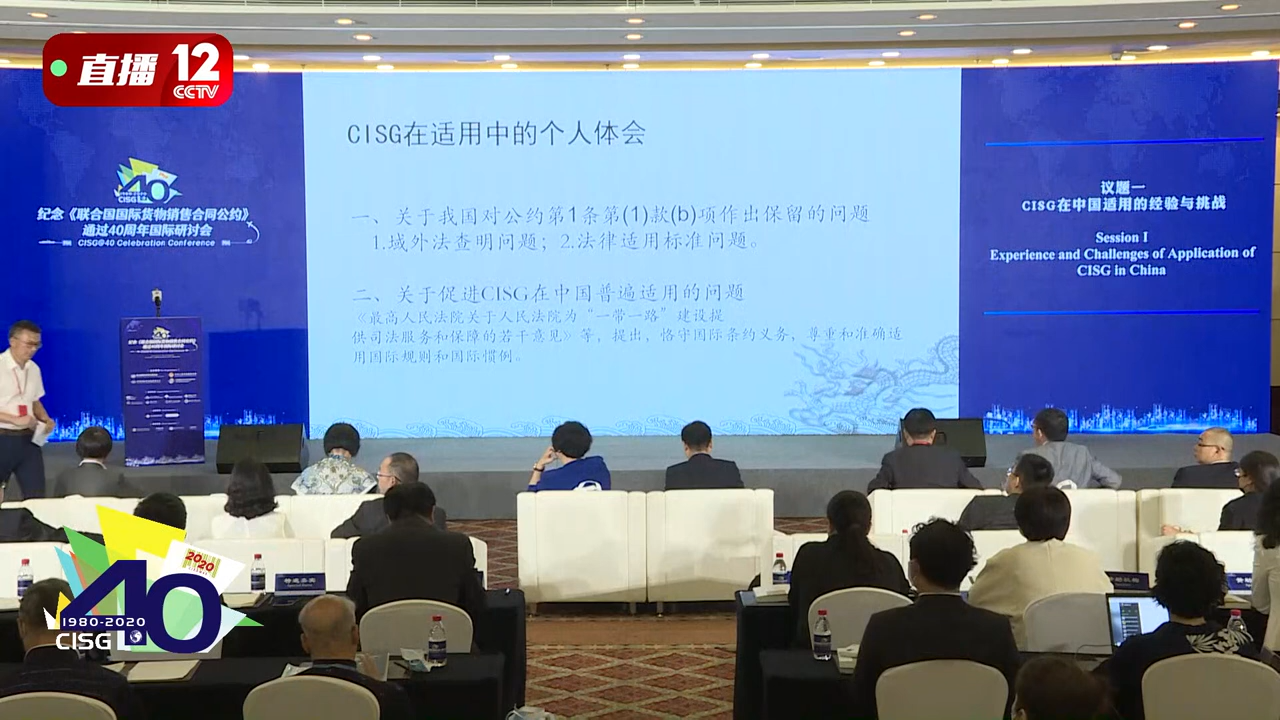 直播 12
CCTV
CISG在适用中的个人体会
一、关于我国对公约第1条第(1)款(b)项作出保留的问题
1.域外法查明问题；2.法律适用标准问题。
二、关于促进CISG在中国普遍适用的问题
《最高人民法院关于人民法院为“一带一路”建设提
供司法服务和保障的若干意见》等，提出，恪守国际条约义务，尊重和准确适
用国际规则和国际惯例。
1980-2020
CISG 40
纪念《联合国国际货物销售合同公约》
通过40周年国际研讨会
CISG@40 Celebration Conference
议题一
CISG在中国适用的经验与挑战
Session I
Experience and Challenges of Application of
CISG in China
特邀嘉宾
2020
40
1980-2020
CISG